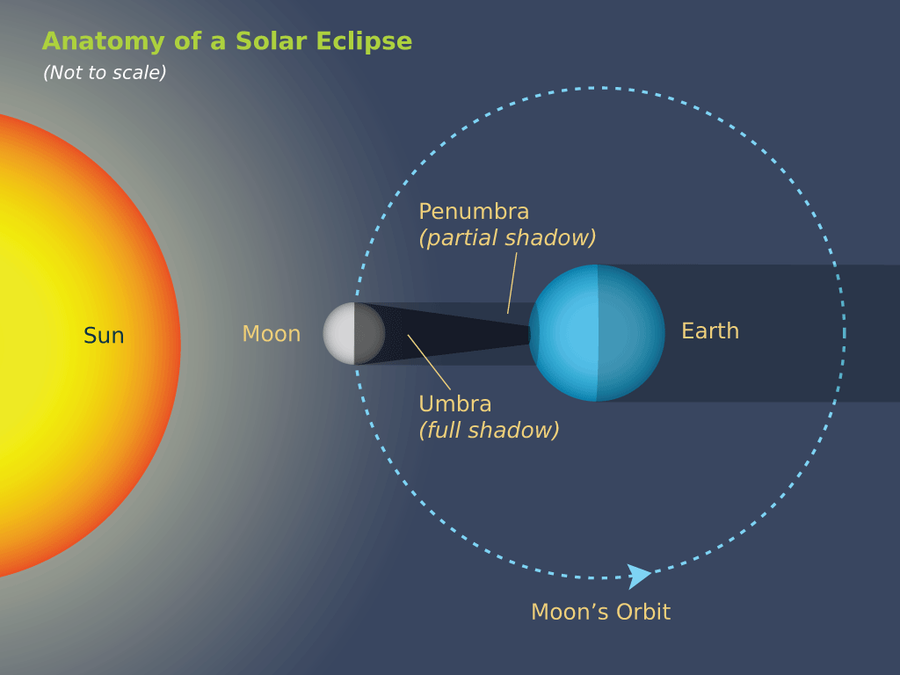 Anatomy of a Solar Eclipse
(Not to scale)
Penumbra
(partial shadow)
Sun
Moon
Earth
Umbra
(full shadow)
Moon’s Orbit